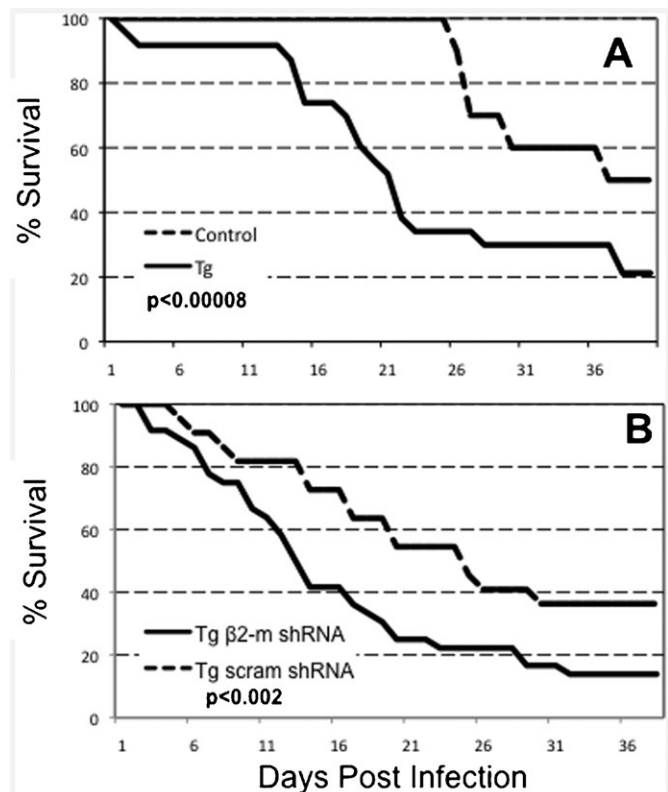 A
% Survival
100
80
60
40
20
0
Control
Tg
p<0.00008
1 6 11 16 21 26 31 36
B
% Survival
100
80
60
40
20
0
Tg β2-m shRNA
Tg scram shRNA
p<0.002
1 6 11 16 21 26 31 36
Days Post Infection